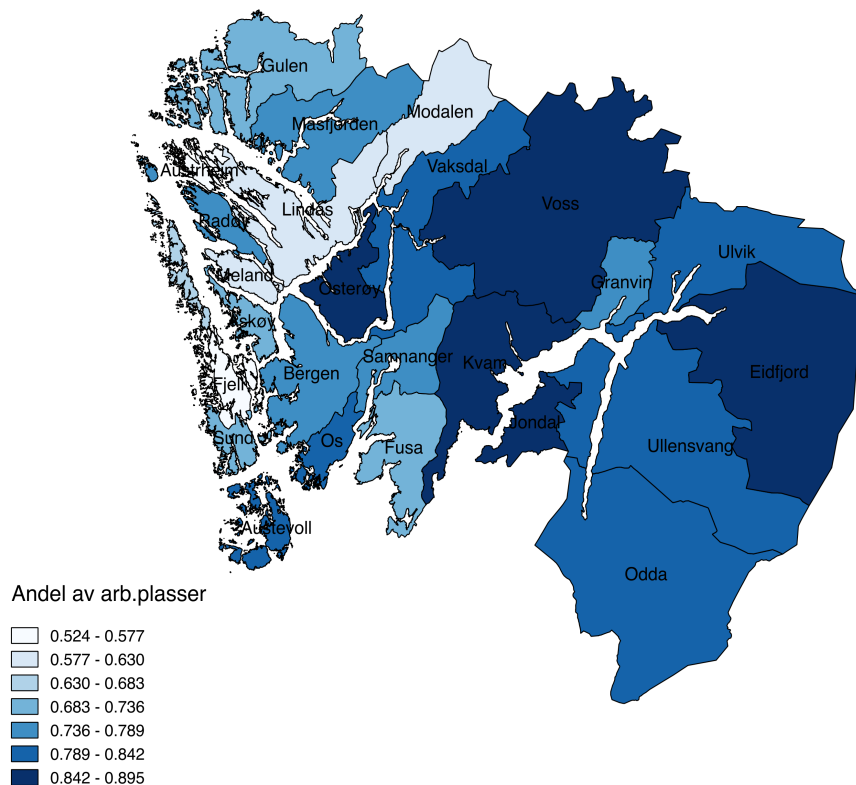 Gulen
Modalen
Masfjorden
Vaksdal
Austrheim
Voss
Lindås
Radøy
Ulvik
Meland
Granvin
Osterøy
Askøy
Samnanger
Kvam
Bergen
Eidfjord
Fjell
Jondal
Sund
Os
Fusa
Ullensvang
Austevoll
Odda
Andel av arb.plasser
0.524 - 0.577
0.577 - 0.630
0.630 - 0.683
0.683 - 0.736
0.736 - 0.789
0.789 - 0.842
0.842 - 0.895